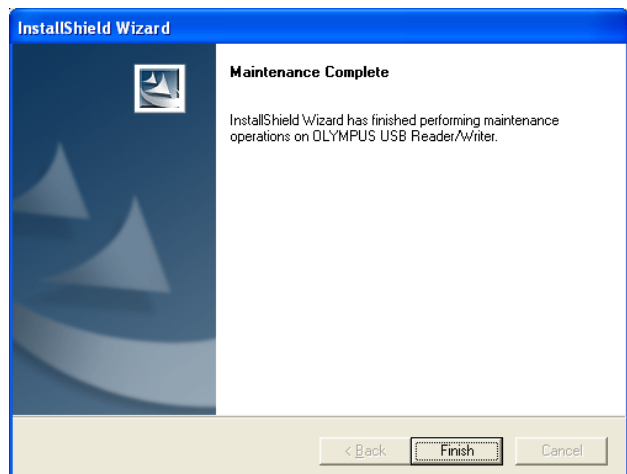 InstallShield Wizard
Maintenance Complete
InstallShield Wizard has finished performing maintenance
operations on OLYMPUS USB Reader/Writer.
< Back
Finish
Cancel